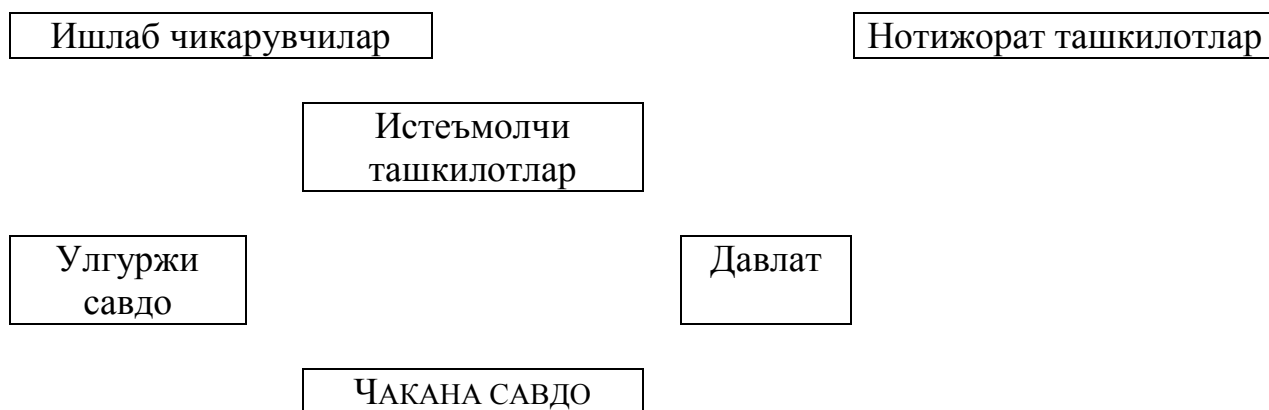 Ишлаб чикарувчилар
Нотижорат ташкилотлар
Истеъмолчи
ташкилотлар
Улгуржи
савдо
Давлат
ЧАКАНА САВДО